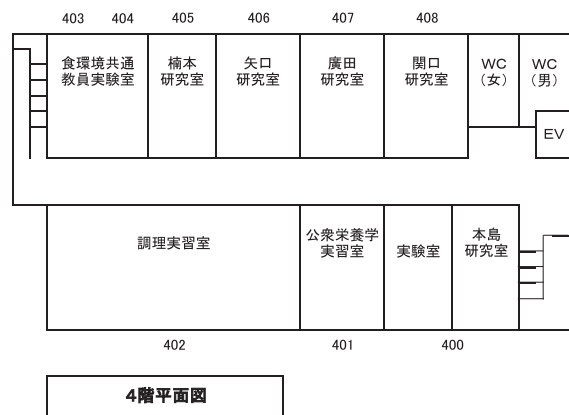 403 404 405 406 407 408
食環境共通
教員実験室
楠本
研究室
矢口
研究室
廣田
研究室
関口
研究室
WC
(女)
WC
(男)
EV
調理実習室
公衆栄養学
実習室
実験室
本島
研究室
402 401 400
4階平面図